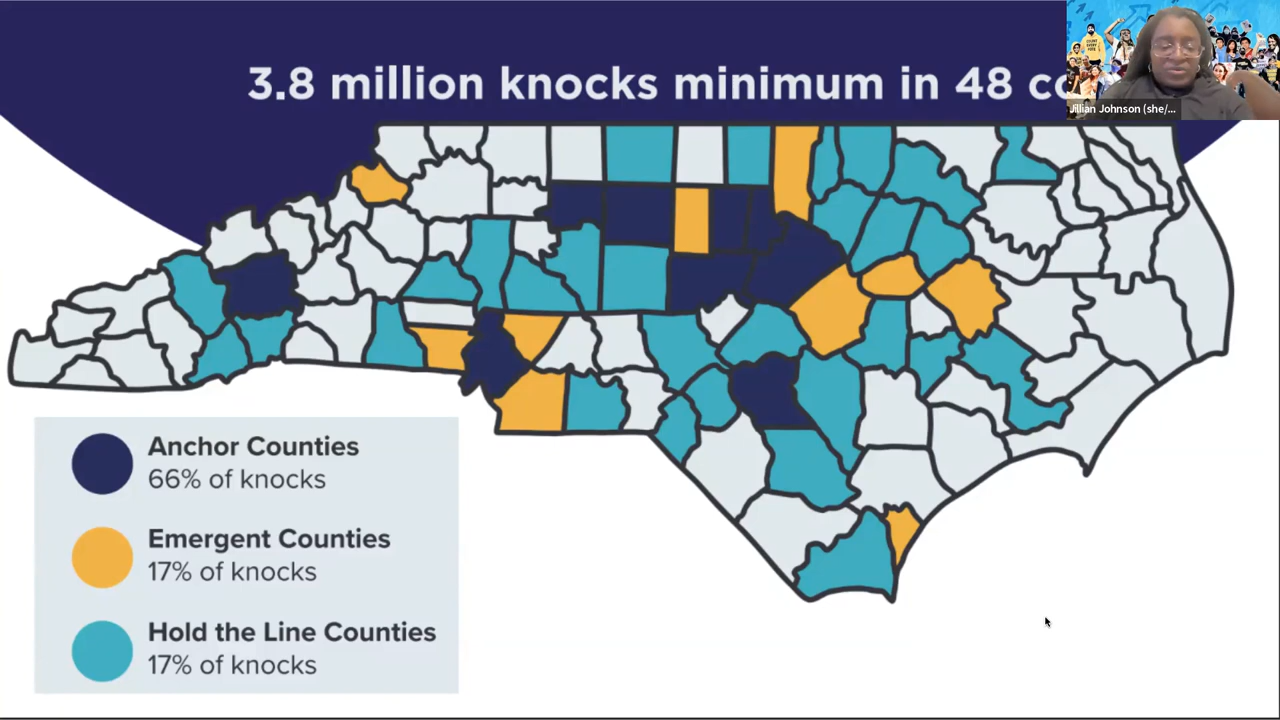 3.8 million knocks minimum in 48 co
Jillian Johnson (she/...
Anchor Counties
66% of knocks
Emergent Counties
17% of knocks
Hold the Line Counties
17% of knocks